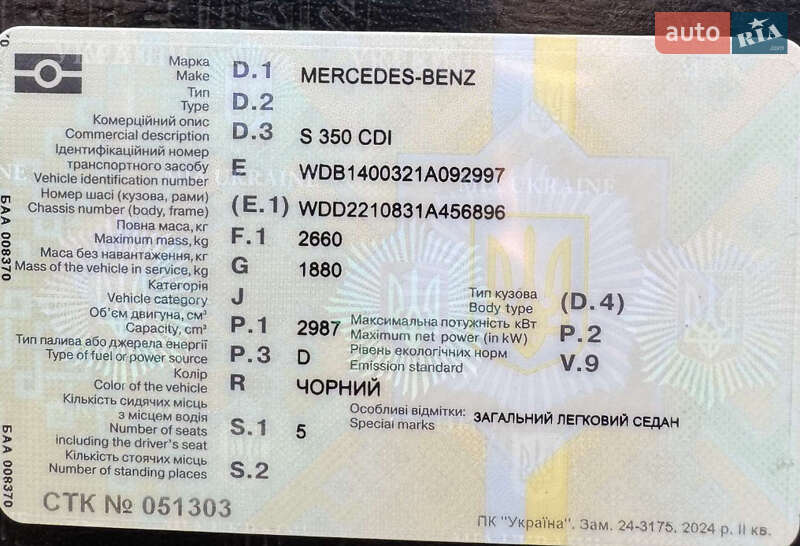 auto RIA.com
Марка
Make D.1 MERCEDES-BENZ
Тип
Type D.2
Комерційний опис
Commercial description D.3 S 350 CDI
Ідентифікаційний номер
транспортного засобу
Vehicle identification number E WDB1400321A092997
Номер шасі (кузова, рами)
Chassis number (body, frame) (E.1) WDD2210831A456896
Повна маса, кг
Maximum mass, kg F.1 2660
Маса без навантаження, кг
Mass of the vehicle in service, kg G 1880
Категорія
Vehicle category J
Тип кузова
Body type (D.4)
Об'єм двигуна, см³
Capacity, cm³ P.1 2987
Максимальна потужність кВт
Maximum net power (in kW) P.2
Тип палива або джерела енергії
Type of fuel or power source P.3 D
Рівень екологічних норм
Emission standard V.9
Колір
Color of the vehicle R ЧОРНИЙ
Кількість сидячих місць
з місцем водія
Number of seats
including the driver's seat S.1 5
Особливі відмітки:
Special marks ЗАГАЛЬНИЙ ЛЕГКОВИЙ СЕДАН
Кількість стоячих місць
Number of standing places S.2
СТК № 051303
ПК "Україна". Зам. 24-3175. 2024 р. II кв.
БАА 008370
БАА 008370